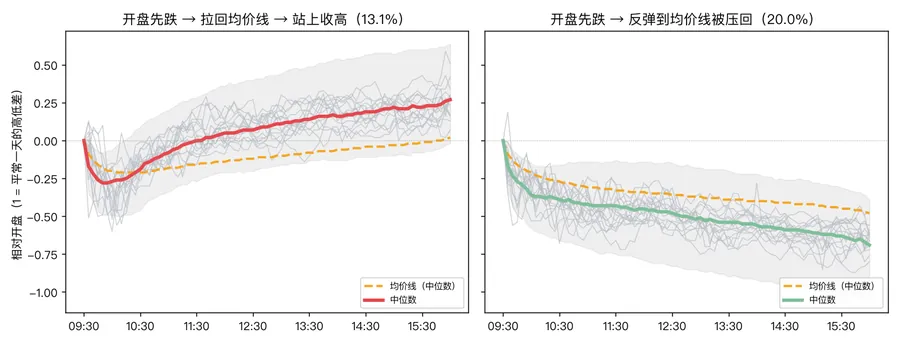 开盘先跌 → 拉回均价线 → 站上收高（13.1%）
相对开盘（1 = 平常一天的高低差）
0.50
0.25
0.00
−0.25
−0.50
−0.75
−1.00
均价线（中位数）
中位数
09:30 10:30 11:30 12:30 13:30 14:30 15:30
开盘先跌 → 反弹到均价线被压回（20.0%）
均价线（中位数）
中位数
09:30 10:30 11:30 12:30 13:30 14:30 15:30